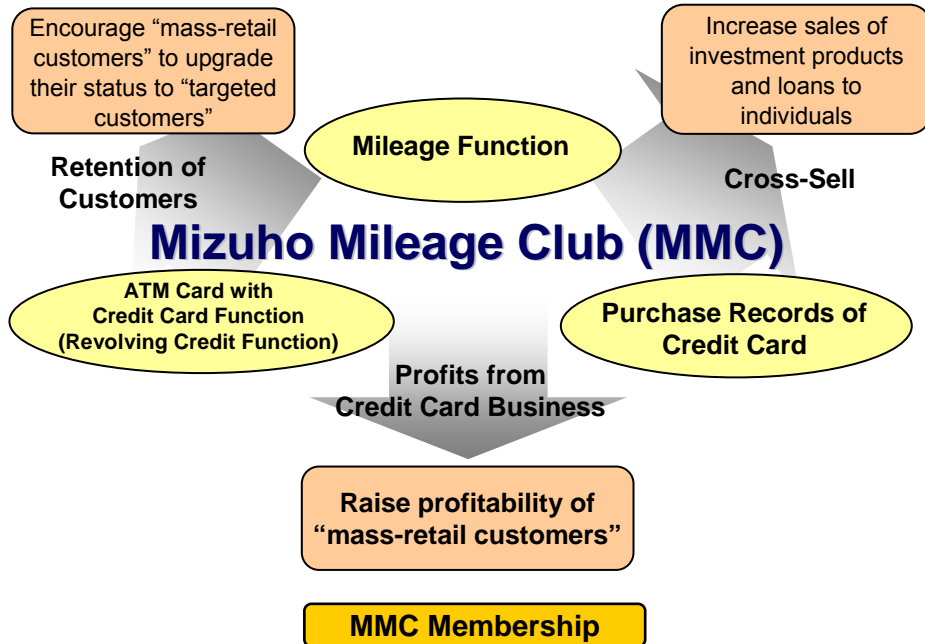 Encourage “mass-retail
customers” to upgrade
their status to “targeted
customers”
Increase sales of
investment products
and loans to
individuals
Mileage Function
Retention of
Customers
Cross-Sell
Mizuho Mileage Club (MMC)
ATM Card with
Credit Card Function
(Revolving Credit Function)
Purchase Records of
Credit Card
Profits from
Credit Card Business
Raise profitability of
“mass-retail customers”
MMC Membership